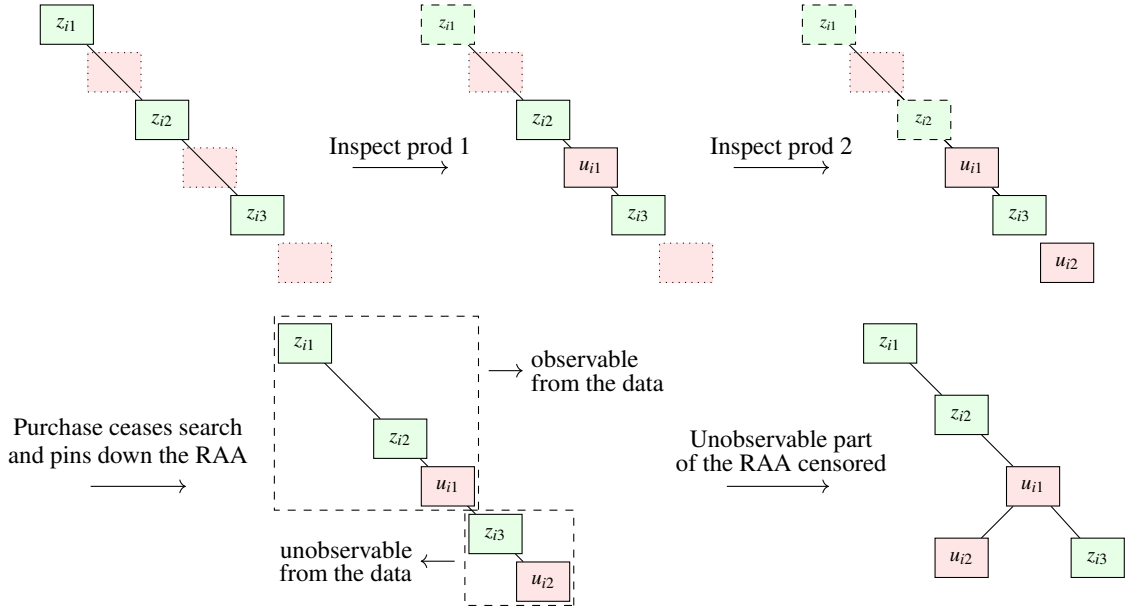 z_{i1}
z_{i2}
z_{i3}
Inspect prod 1
z_{i1}
z_{i2}
u_{i1}
z_{i3}
Inspect prod 2
z_{i1}
z_{i2}
u_{i1}
z_{i3}
u_{i2}
Purchase ceases search
and pins down the RAA
z_{i1}
z_{i2}
u_{i1}
z_{i3}
u_{i2}
observable
from the data
unobservable
from the data
Unobservable part
of the RAA censored
z_{i1}
z_{i2}
u_{i1}
u_{i2}
z_{i3}